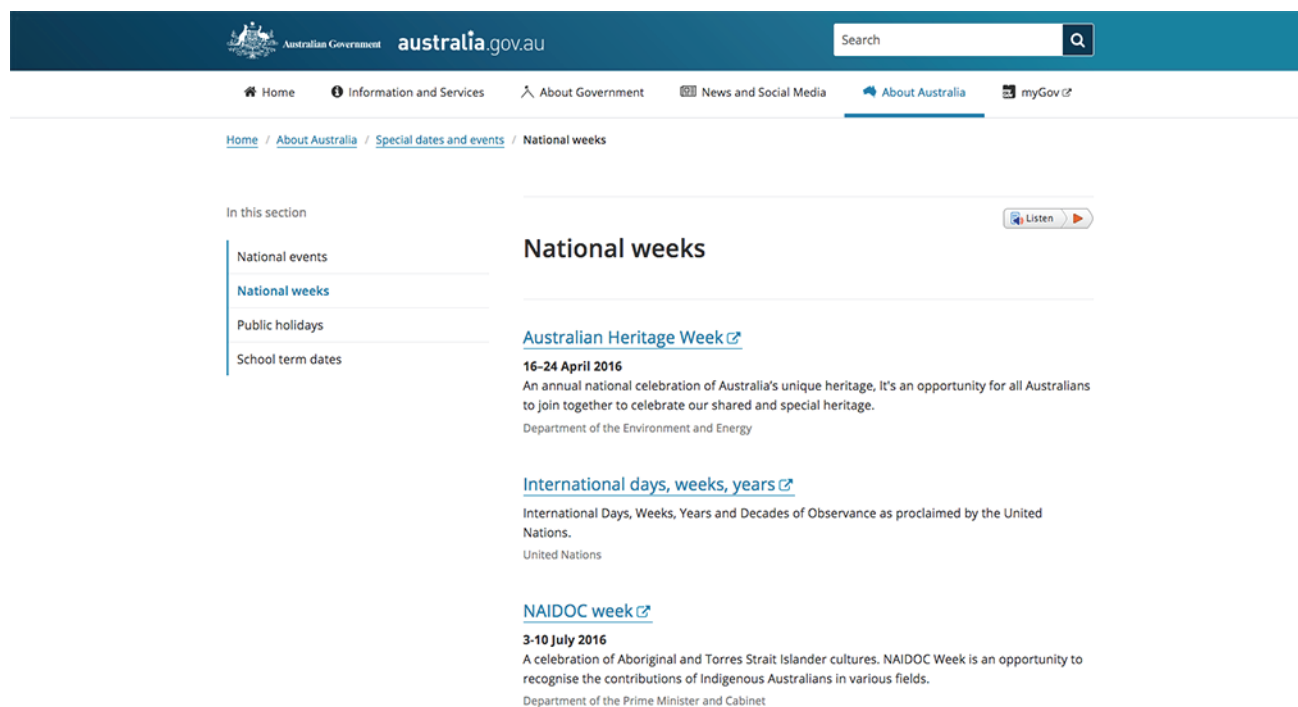 Australian Government australia.gov.au
Search
Home Information and Services About Government News and Social Media About Australia myGov
Home / About Australia / Special dates and events / National weeks
In this section
National events
National weeks
Public holidays
School term dates
Listen
National weeks
Australian Heritage Week
16–24 April 2016
An annual national celebration of Australia's unique heritage, It's an opportunity for all Australians
to join together to celebrate our shared and special heritage.
Department of the Environment and Energy
International days, weeks, years
International Days, Weeks, Years and Decades of Observance as proclaimed by the United
Nations.
United Nations
NAIDOC week
3-10 July 2016
A celebration of Aboriginal and Torres Strait Islander cultures. NAIDOC Week is an opportunity to
recognise the contributions of Indigenous Australians in various fields.
Department of the Prime Minister and Cabinet